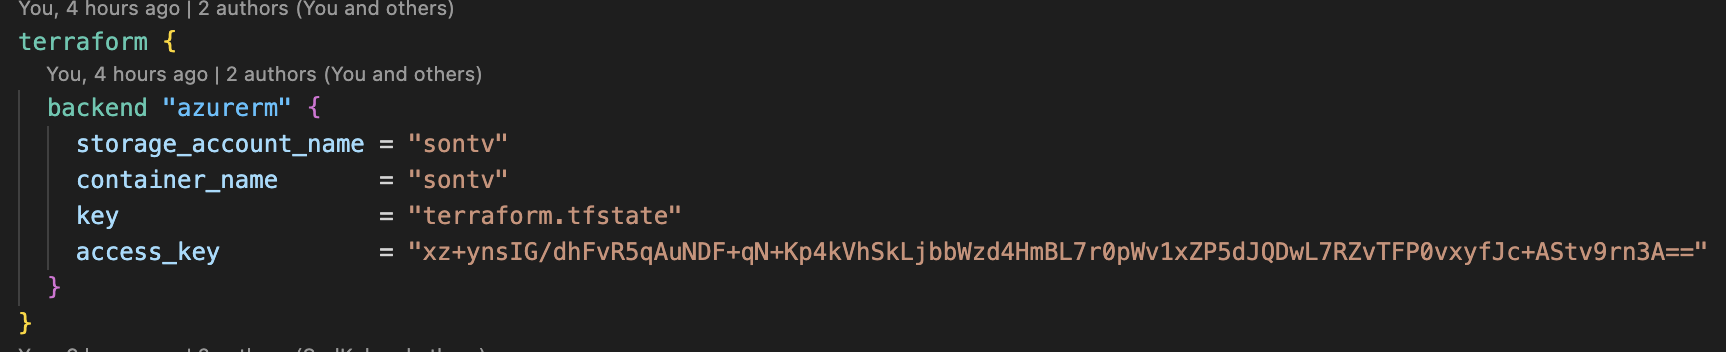 You, 4 hours ago | 2 authors (You and others)
terraform {
You, 4 hours ago | 2 authors (You and others)
backend "azurerm" {
storage_account_name = "sontv"
container_name = "sontv"
key = "terraform.tfstate"
access_key = "xz+ynsIG/dhFvR5qAuNDF+qN+Kp4kVhSkLjbbWzd4HmBL7r0pWv1xZP5dJQDwL7RZvTFP0vxyfJc+AStv9rn3A=="
}
}